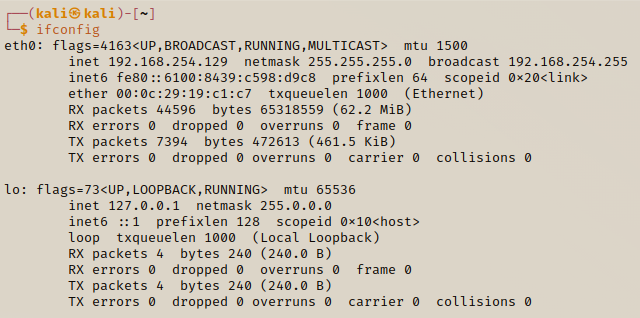 ┌──(kali㉿kali)-[~]
└─$ ifconfig
eth0: flags=4163<UP,BROADCAST,RUNNING,MULTICAST>  mtu 1500
        inet 192.168.254.129  netmask 255.255.255.0  broadcast 192.168.254.255
        inet6 fe80::6100:8439:c598:d9c8  prefixlen 64  scopeid 0×20<link>
        ether 00:0c:29:19:c1:c7  txqueuelen 1000  (Ethernet)
        RX packets 44596  bytes 65318559 (62.2 MiB)
        RX errors 0  dropped 0  overruns 0  frame 0
        TX packets 7394  bytes 472613 (461.5 KiB)
        TX errors 0  dropped 0 overruns 0  carrier 0  collisions 0

lo: flags=73<UP,LOOPBACK,RUNNING>  mtu 65536
        inet 127.0.0.1  netmask 255.0.0.0
        inet6 ::1  prefixlen 128  scopeid 0×10<host>
        loop  txqueuelen 1000  (Local Loopback)
        RX packets 4  bytes 240 (240.0 B)
        RX errors 0  dropped 0  overruns 0  frame 0
        TX packets 4  bytes 240 (240.0 B)
        TX errors 0  dropped 0 overruns 0  carrier 0  collisions 0